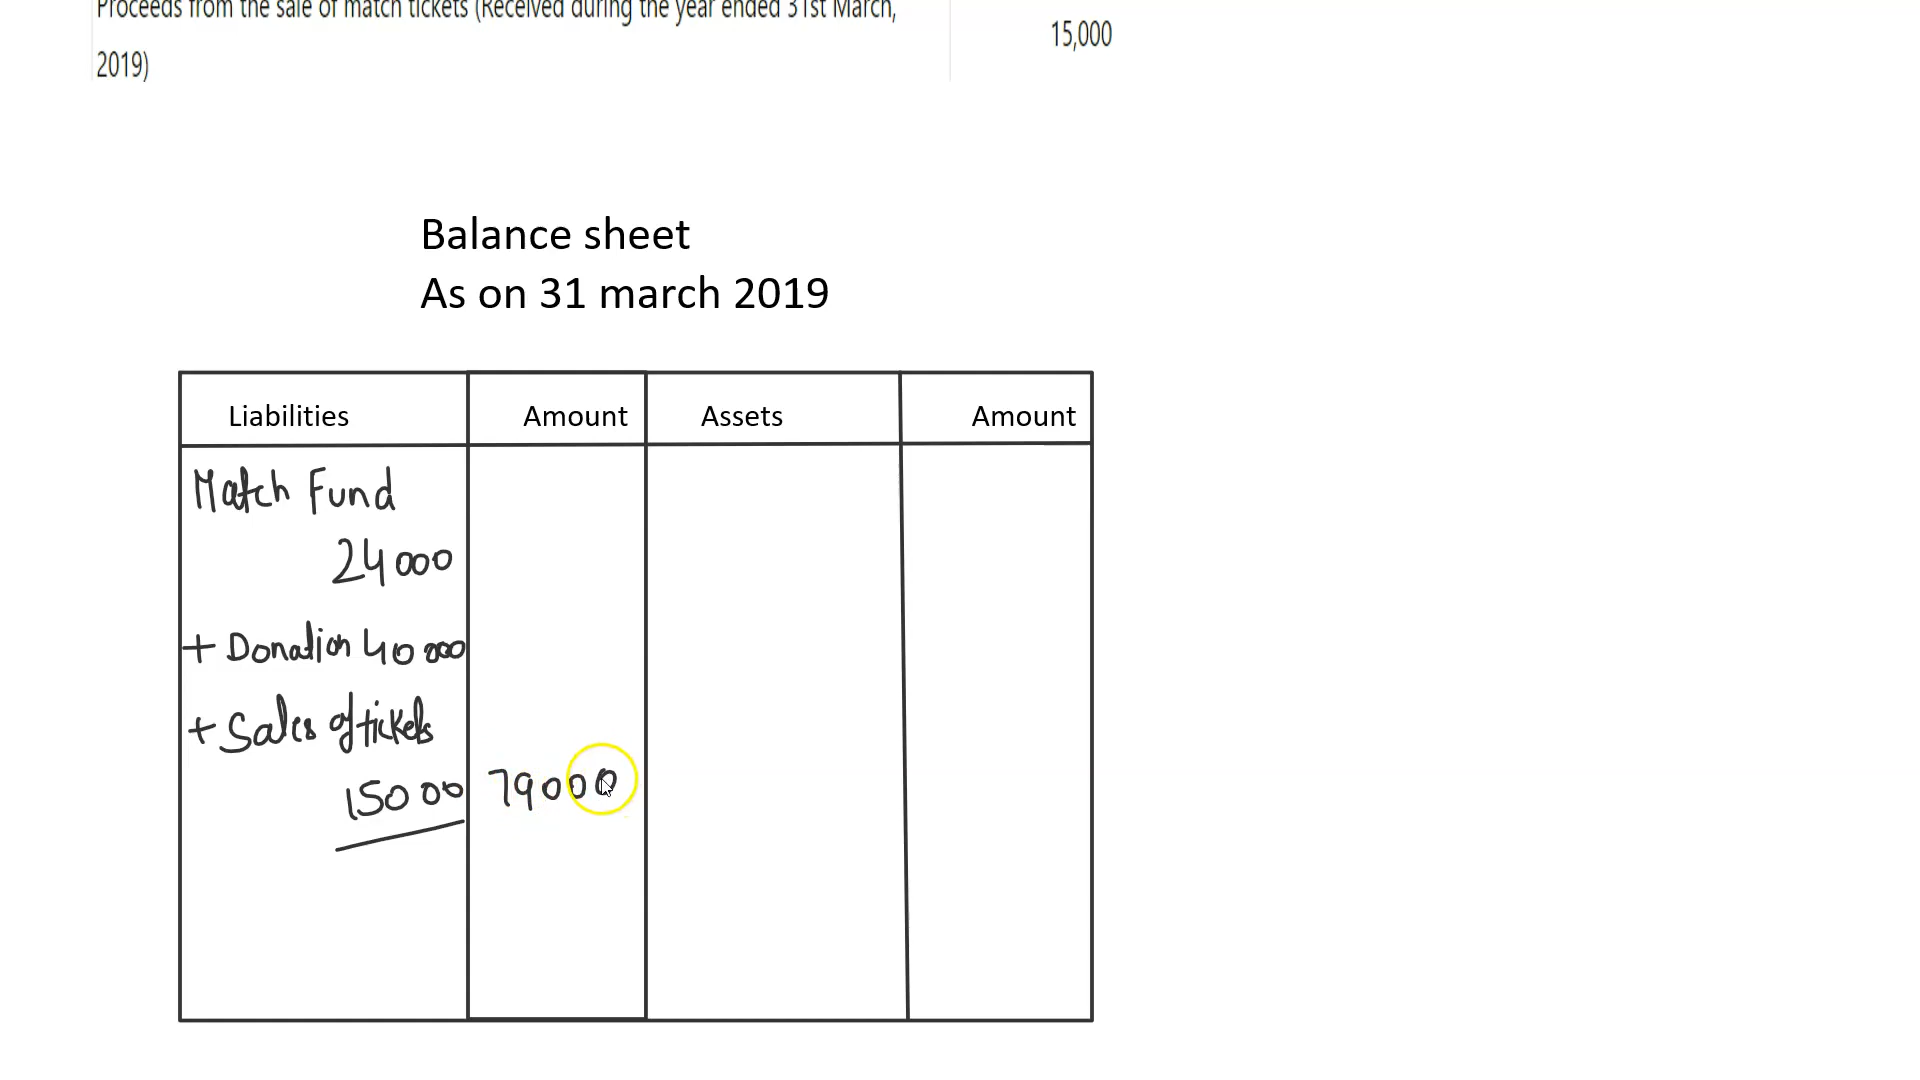 Proceeds from the sale of match tickets (Received during the year ended 31st March,
2019)
15,000
Balance sheet
As on 31 march 2019
Liabilities Amount Assets Amount
Match Fund
24000
+ Donation 40000
+ Sales of tickets
15000 79000